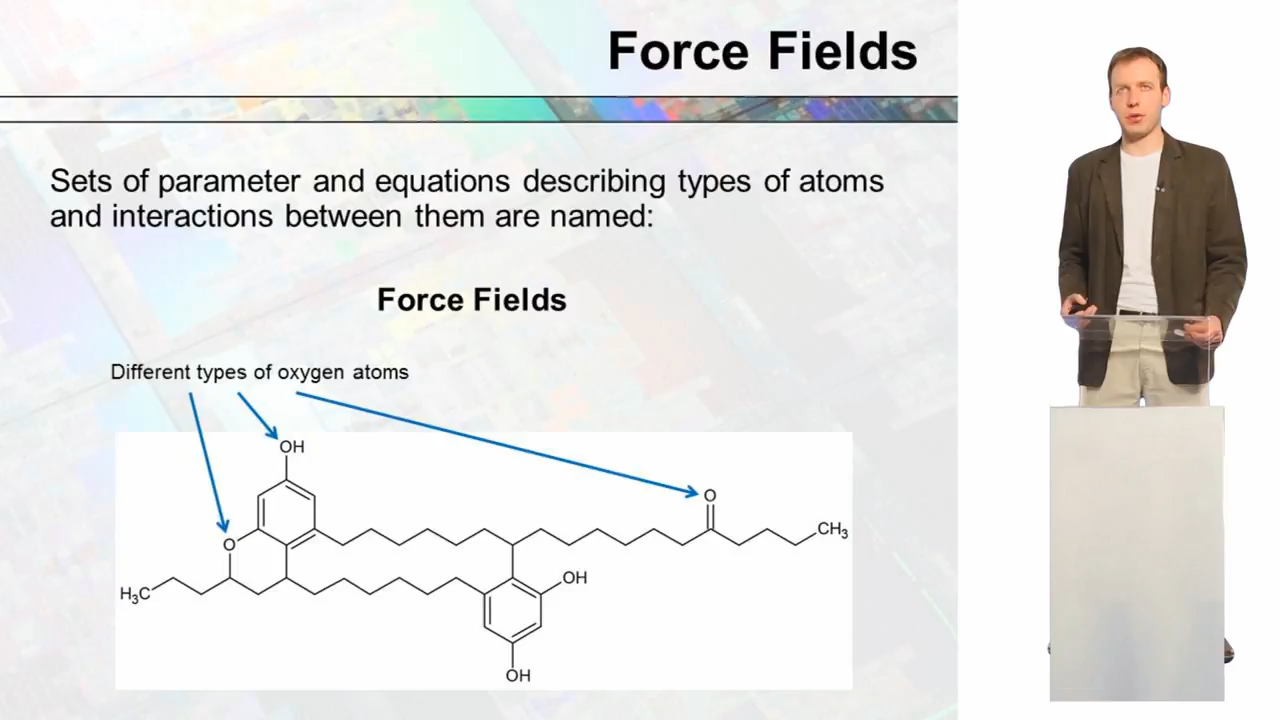 Force Fields
Sets of parameter and equations describing types of atoms
and interactions between them are named:
Force Fields
Different types of oxygen atoms
OH
O
O
CH₃
H₃C
OH
OH